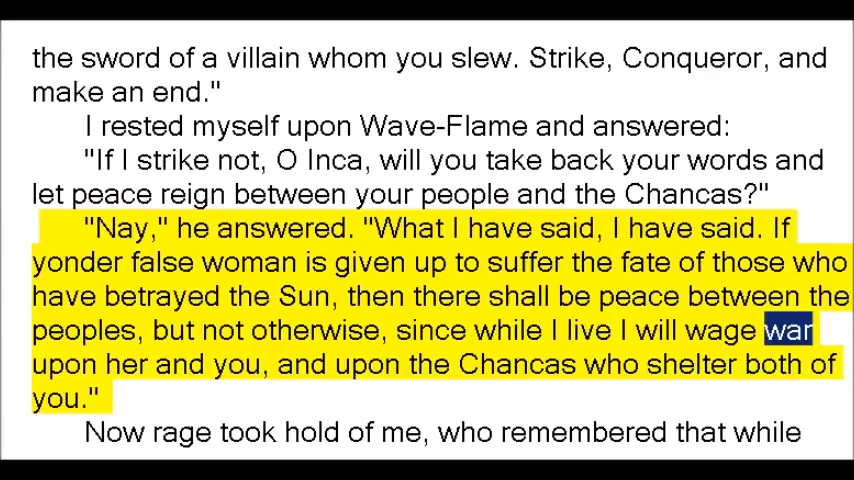 the sword of a villain whom you slew. Strike, Conqueror, and
make an end."
I rested myself upon Wave-Flame and answered:
"If I strike not, O Inca, will you take back your words and
let peace reign between your people and the Chancas?"
"Nay," he answered. "What I have said, I have said. If
yonder false woman is given up to suffer the fate of those who
have betrayed the Sun, then there shall be peace between the
peoples, but not otherwise, since while I live I will wage war
upon her and you, and upon the Chancas who shelter both of
you."
Now rage took hold of me, who remembered that while